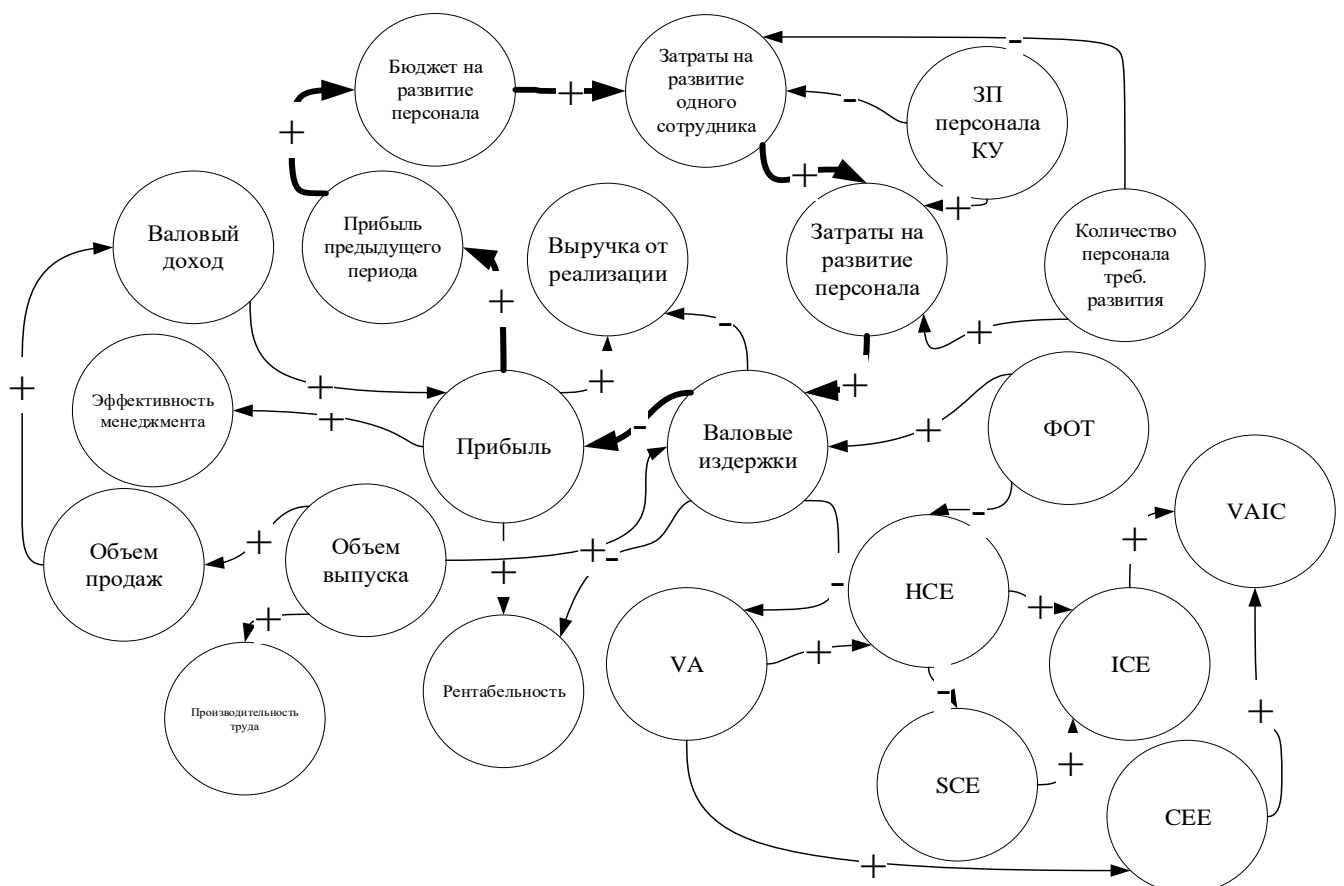 Бюджет на
развитие
персонала
+
Затраты на
развитие
одного
сотрудника
-
-
ЗП
персонала
КУ
+
+
+
Валовый
доход
Прибыль
предыдущего
периода
Выручка от
реализации
Затраты на
развитие
персонала
Количество
персонала
треб.
развития
+
-
+
+
+
+
+
Эффективность
менеджмента
+
Прибыль
-
Валовые
издержки
+
ФОТ
VAIC
Объем
продаж
+
Объем
выпуска
+
-
-
+
+
+
-
HCE
+
+
Производительность
труда
Рентабельность
VA
+
-
ICE
+
SCE
+
CEE
+